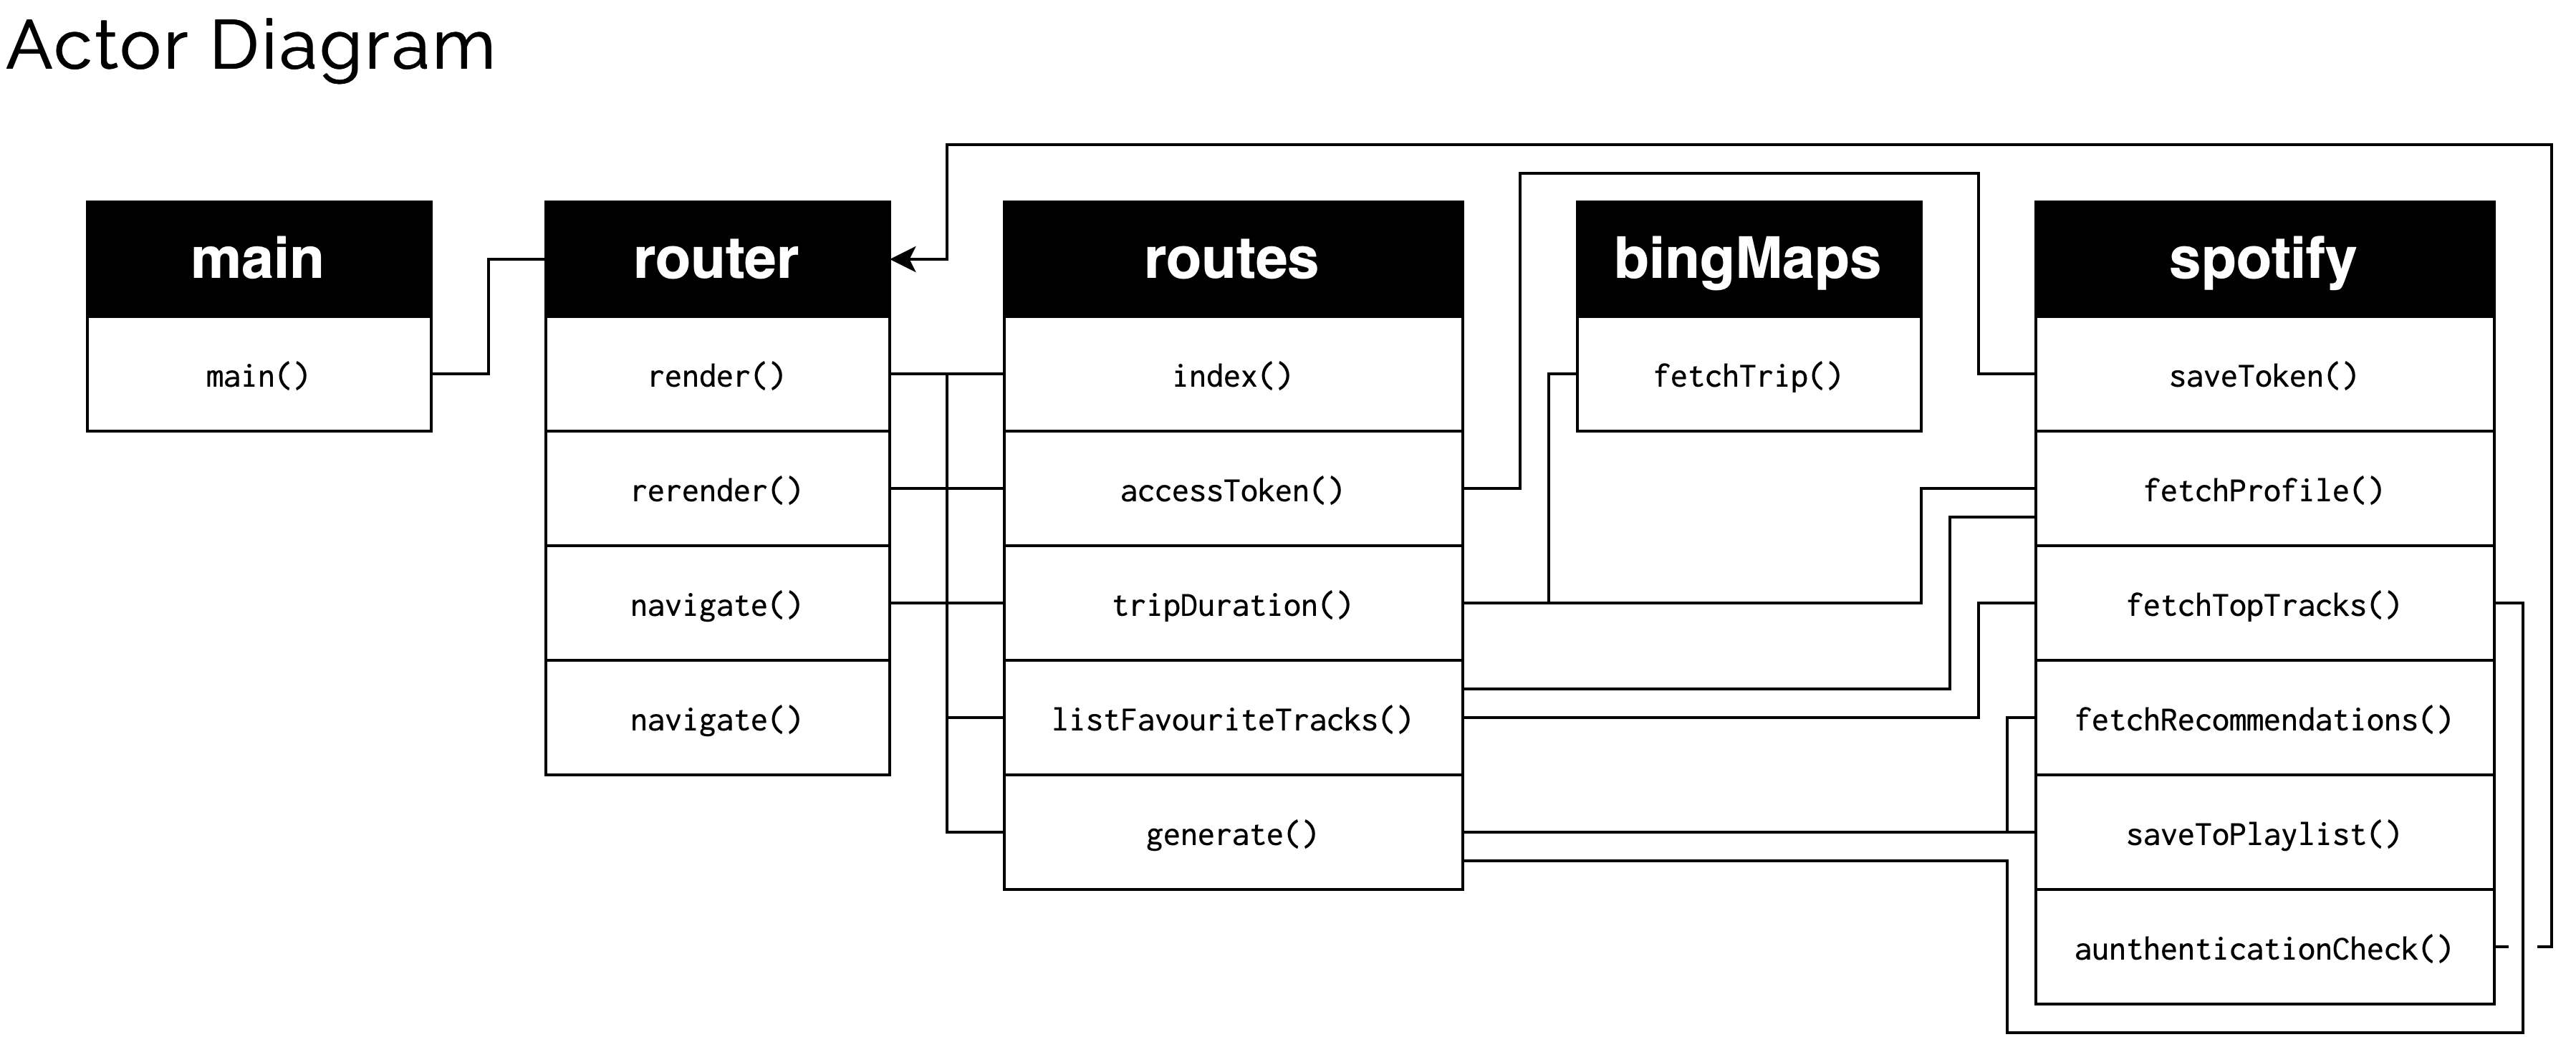 Actor Diagram
main
main()
router
render()
rerender()
navigate()
navigate()
routes
index()
accessToken()
tripDuration()
listFavouriteTracks()
generate()
bingMaps
fetchTrip()
spotify
saveToken()
fetchProfile()
fetchTopTracks()
fetchRecommendations()
saveToPlaylist()
aunthenticationCheck()